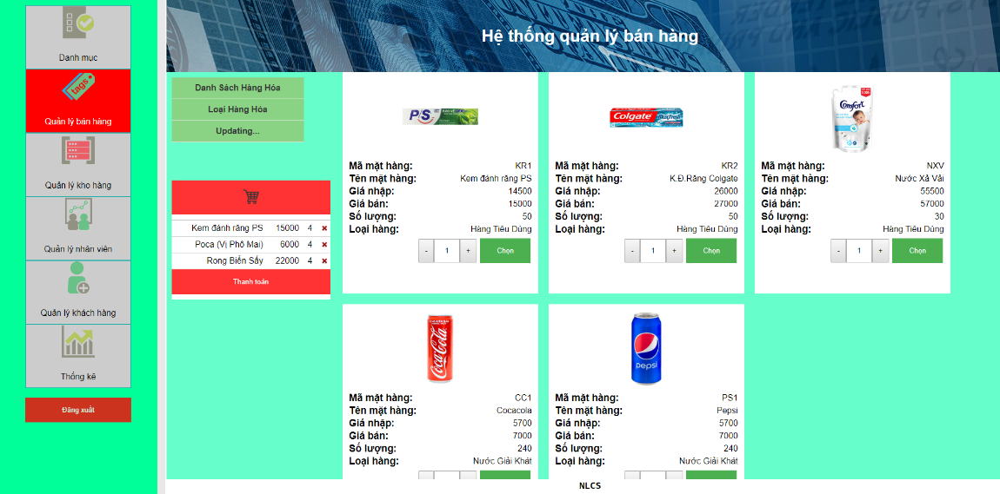 Hệ thống quản lý bán hàng
Danh mục
tags
Quản lý bán hàng
Quản lý kho hàng
Quản lý nhân viên
Quản lý khách hàng
Thống kê
Đăng xuất
Danh Sách Hàng Hóa
Loại Hàng Hóa
Updating...
Kem đánh răng PS 15000 4 ×
Poca (Vị Phô Mai) 6000 4 ×
Rong Biển Sấy 22000 4 ×
Thanh toán
P/S
Mã mặt hàng: KR1
Tên mặt hàng: Kem đánh răng PS
Giá nhập: 14500
Giá bán: 15000
Số lượng: 50
Loại hàng: Hàng Tiêu Dùng
- 1 + Chọn
Colgate
Mã mặt hàng: KR2
Tên mặt hàng: K.Đ.Răng Colgate
Giá nhập: 26000
Giá bán: 27000
Số lượng: 50
Loại hàng: Hàng Tiêu Dùng
- 1 + Chọn
Comfort
Mã mặt hàng: NXV
Tên mặt hàng: Nước Xả Vải
Giá nhập: 55500
Giá bán: 57000
Số lượng: 30
Loại hàng: Hàng Tiêu Dùng
- 1 + Chọn
Coca-Cola
Mã mặt hàng: CC1
Tên mặt hàng: Cocacola
Giá nhập: 5700
Giá bán: 7000
Số lượng: 240
Loại hàng: Nước Giải Khát
pepsi
Mã mặt hàng: PS1
Tên mặt hàng: Pepsi
Giá nhập: 5700
Giá bán: 7000
Số lượng: 240
Loại hàng: Nước Giải Khát
NLCS